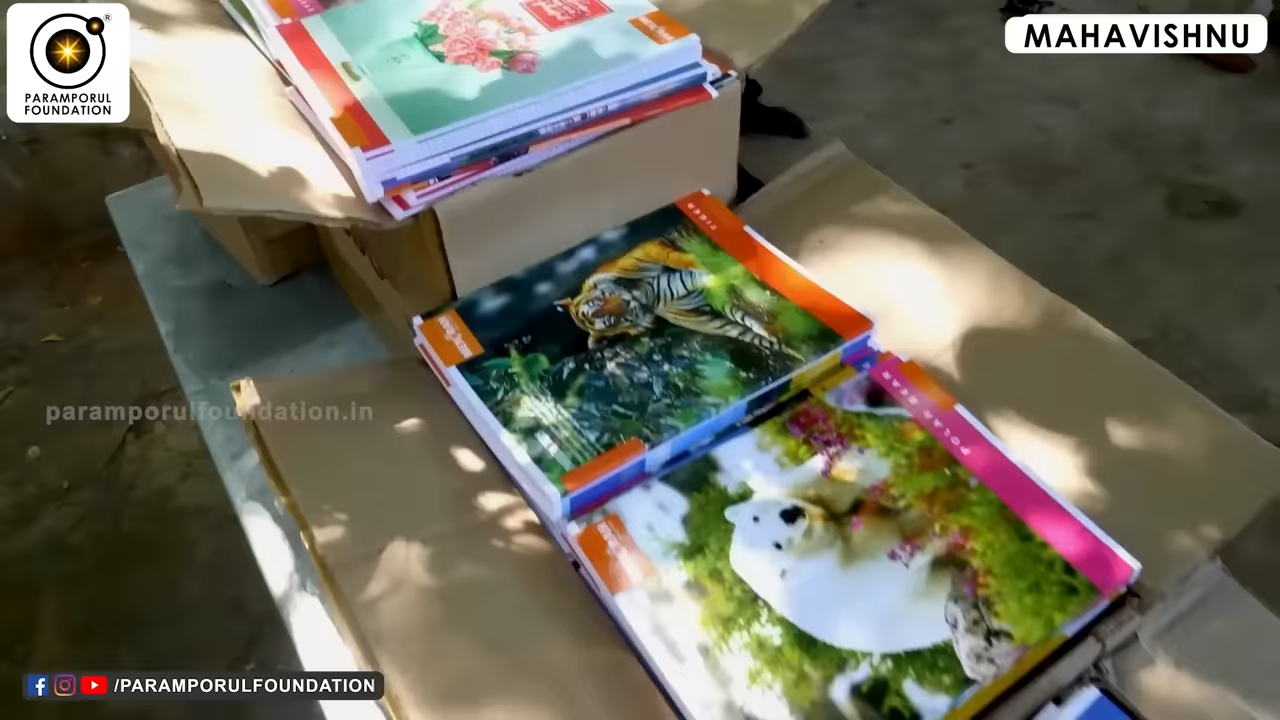 PARAMPORUL
FOUNDATION
®
MAHAVISHNU
TIGER
POLAR BEAR
paramporulfoundation.in
/PARAMPORULFOUNDATION